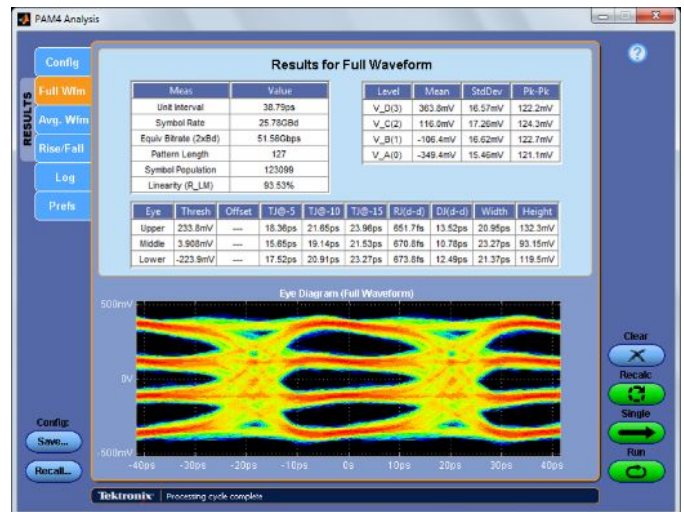 PAM4 Analysis
Config
Full Wfm
Avg. Wfm
Rise/Fall
Log
Prefs
RESULTS
Results for Full Waveform
Meas Value
Unit Interval 38.79ps
Symbol Rate 25.78GBd
Equiv Bitrate (2xBd) 51.56Gbps
Pattern Length 127
Symbol Population 123099
Linearity (R_LM) 93.53%
Level Mean StdDev Pk-Pk
V_D(3) 363.8mV 16.57mV 122.2mV
V_C(2) 116.0mV 17.26mV 124.3mV
V_B(1) -106.4mV 16.62mV 122.7mV
V_A(0) -349.4mV 15.46mV 121.1mV
Eye Thresh Offset TJ@-5 TJ@-10 TJ@-15 RJ(d-d) DJ(d-d) Width Height
Upper 233.8mV --- 18.36ps 21.65ps 23.96ps 651.7fs 13.52ps 20.95ps 132.3mV
Middle 3.908mV --- 15.65ps 19.14ps 21.53ps 670.8fs 10.78ps 23.27ps 93.15mV
Lower -223.9mV --- 17.52ps 20.91ps 23.27ps 673.8fs 12.49ps 21.37ps 119.5mV
Eye Diagram (Full Waveform)
500mV
0V
-500mV
-40ps -30ps -20ps -10ps 0s 10ps 20ps 30ps 40ps
Clear
Recalc
Single
Run
Config:
Save...
Recall...
Tektronix Processing cycle complete